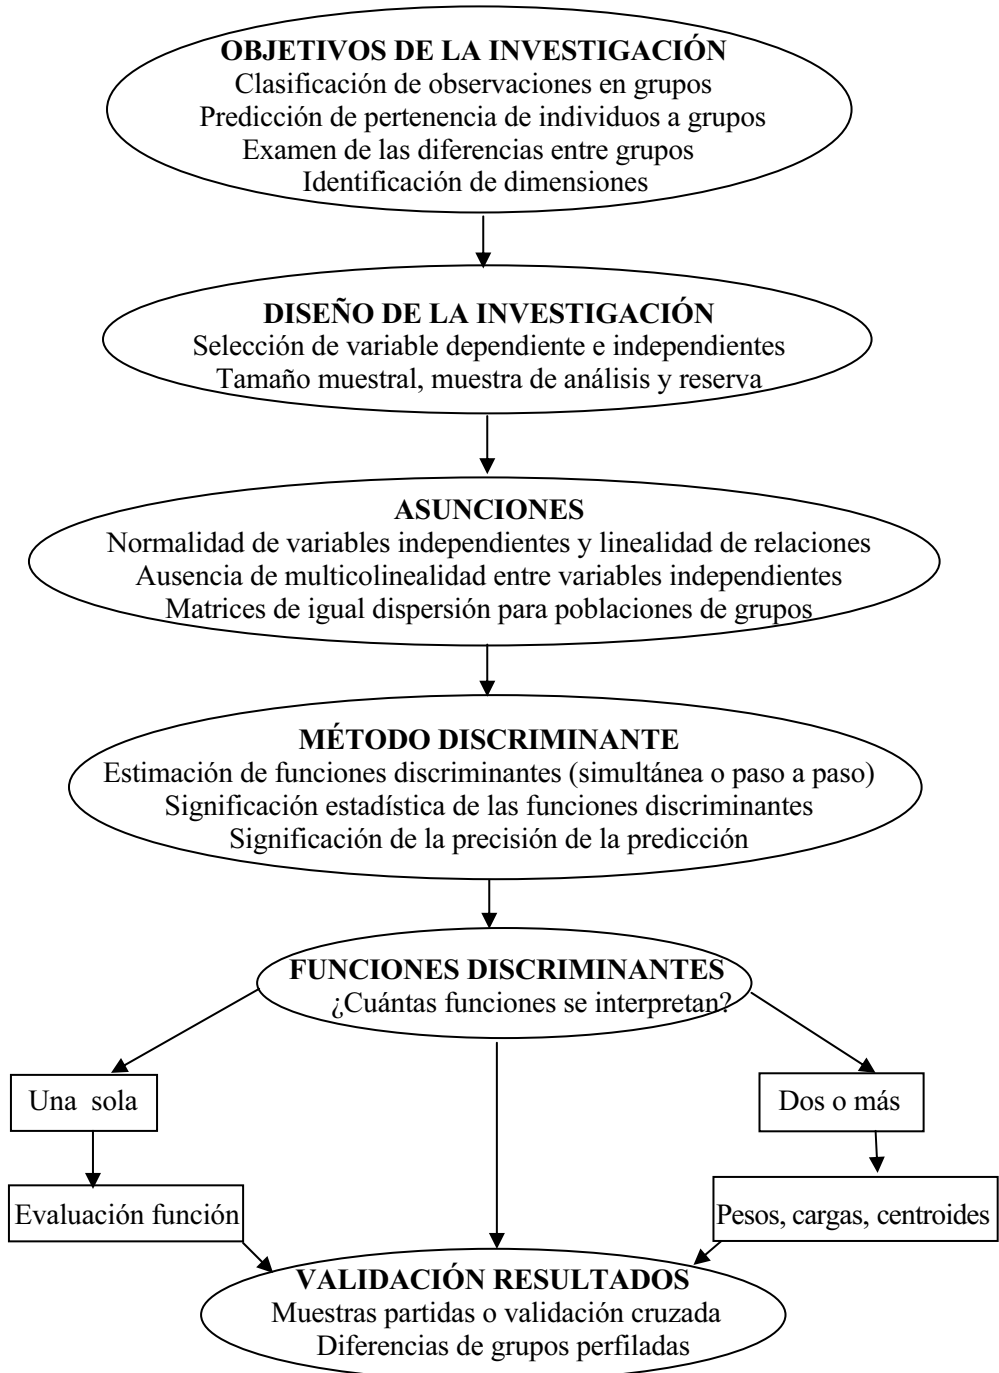 OBJETIVOS DE LA INVESTIGACIÓN
Clasificación de observaciones en grupos
Predicción de pertenencia de individuos a grupos
Examen de las diferencias entre grupos
Identificación de dimensiones
DISEÑO DE LA INVESTIGACIÓN
Selección de variable dependiente e independientes
Tamaño muestral, muestra de análisis y reserva
ASUNCIONES
Normalidad de variables independientes y linealidad de relaciones
Ausencia de multicolinealidad entre variables independientes
Matrices de igual dispersión para poblaciones de grupos
MÉTODO DISCRIMINANTE
Estimación de funciones discriminantes (simultánea o paso a paso)
Significación estadística de las funciones discriminantes
Significación de la precisión de la predicción
FUNCIONES DISCRIMINANTES
¿Cuántas funciones se interpretan?
Una sola
Dos o más
Evaluación función
Pesos, cargas, centroides
VALIDACIÓN RESULTADOS
Muestras partidas o validación cruzada
Diferencias de grupos perfiladas